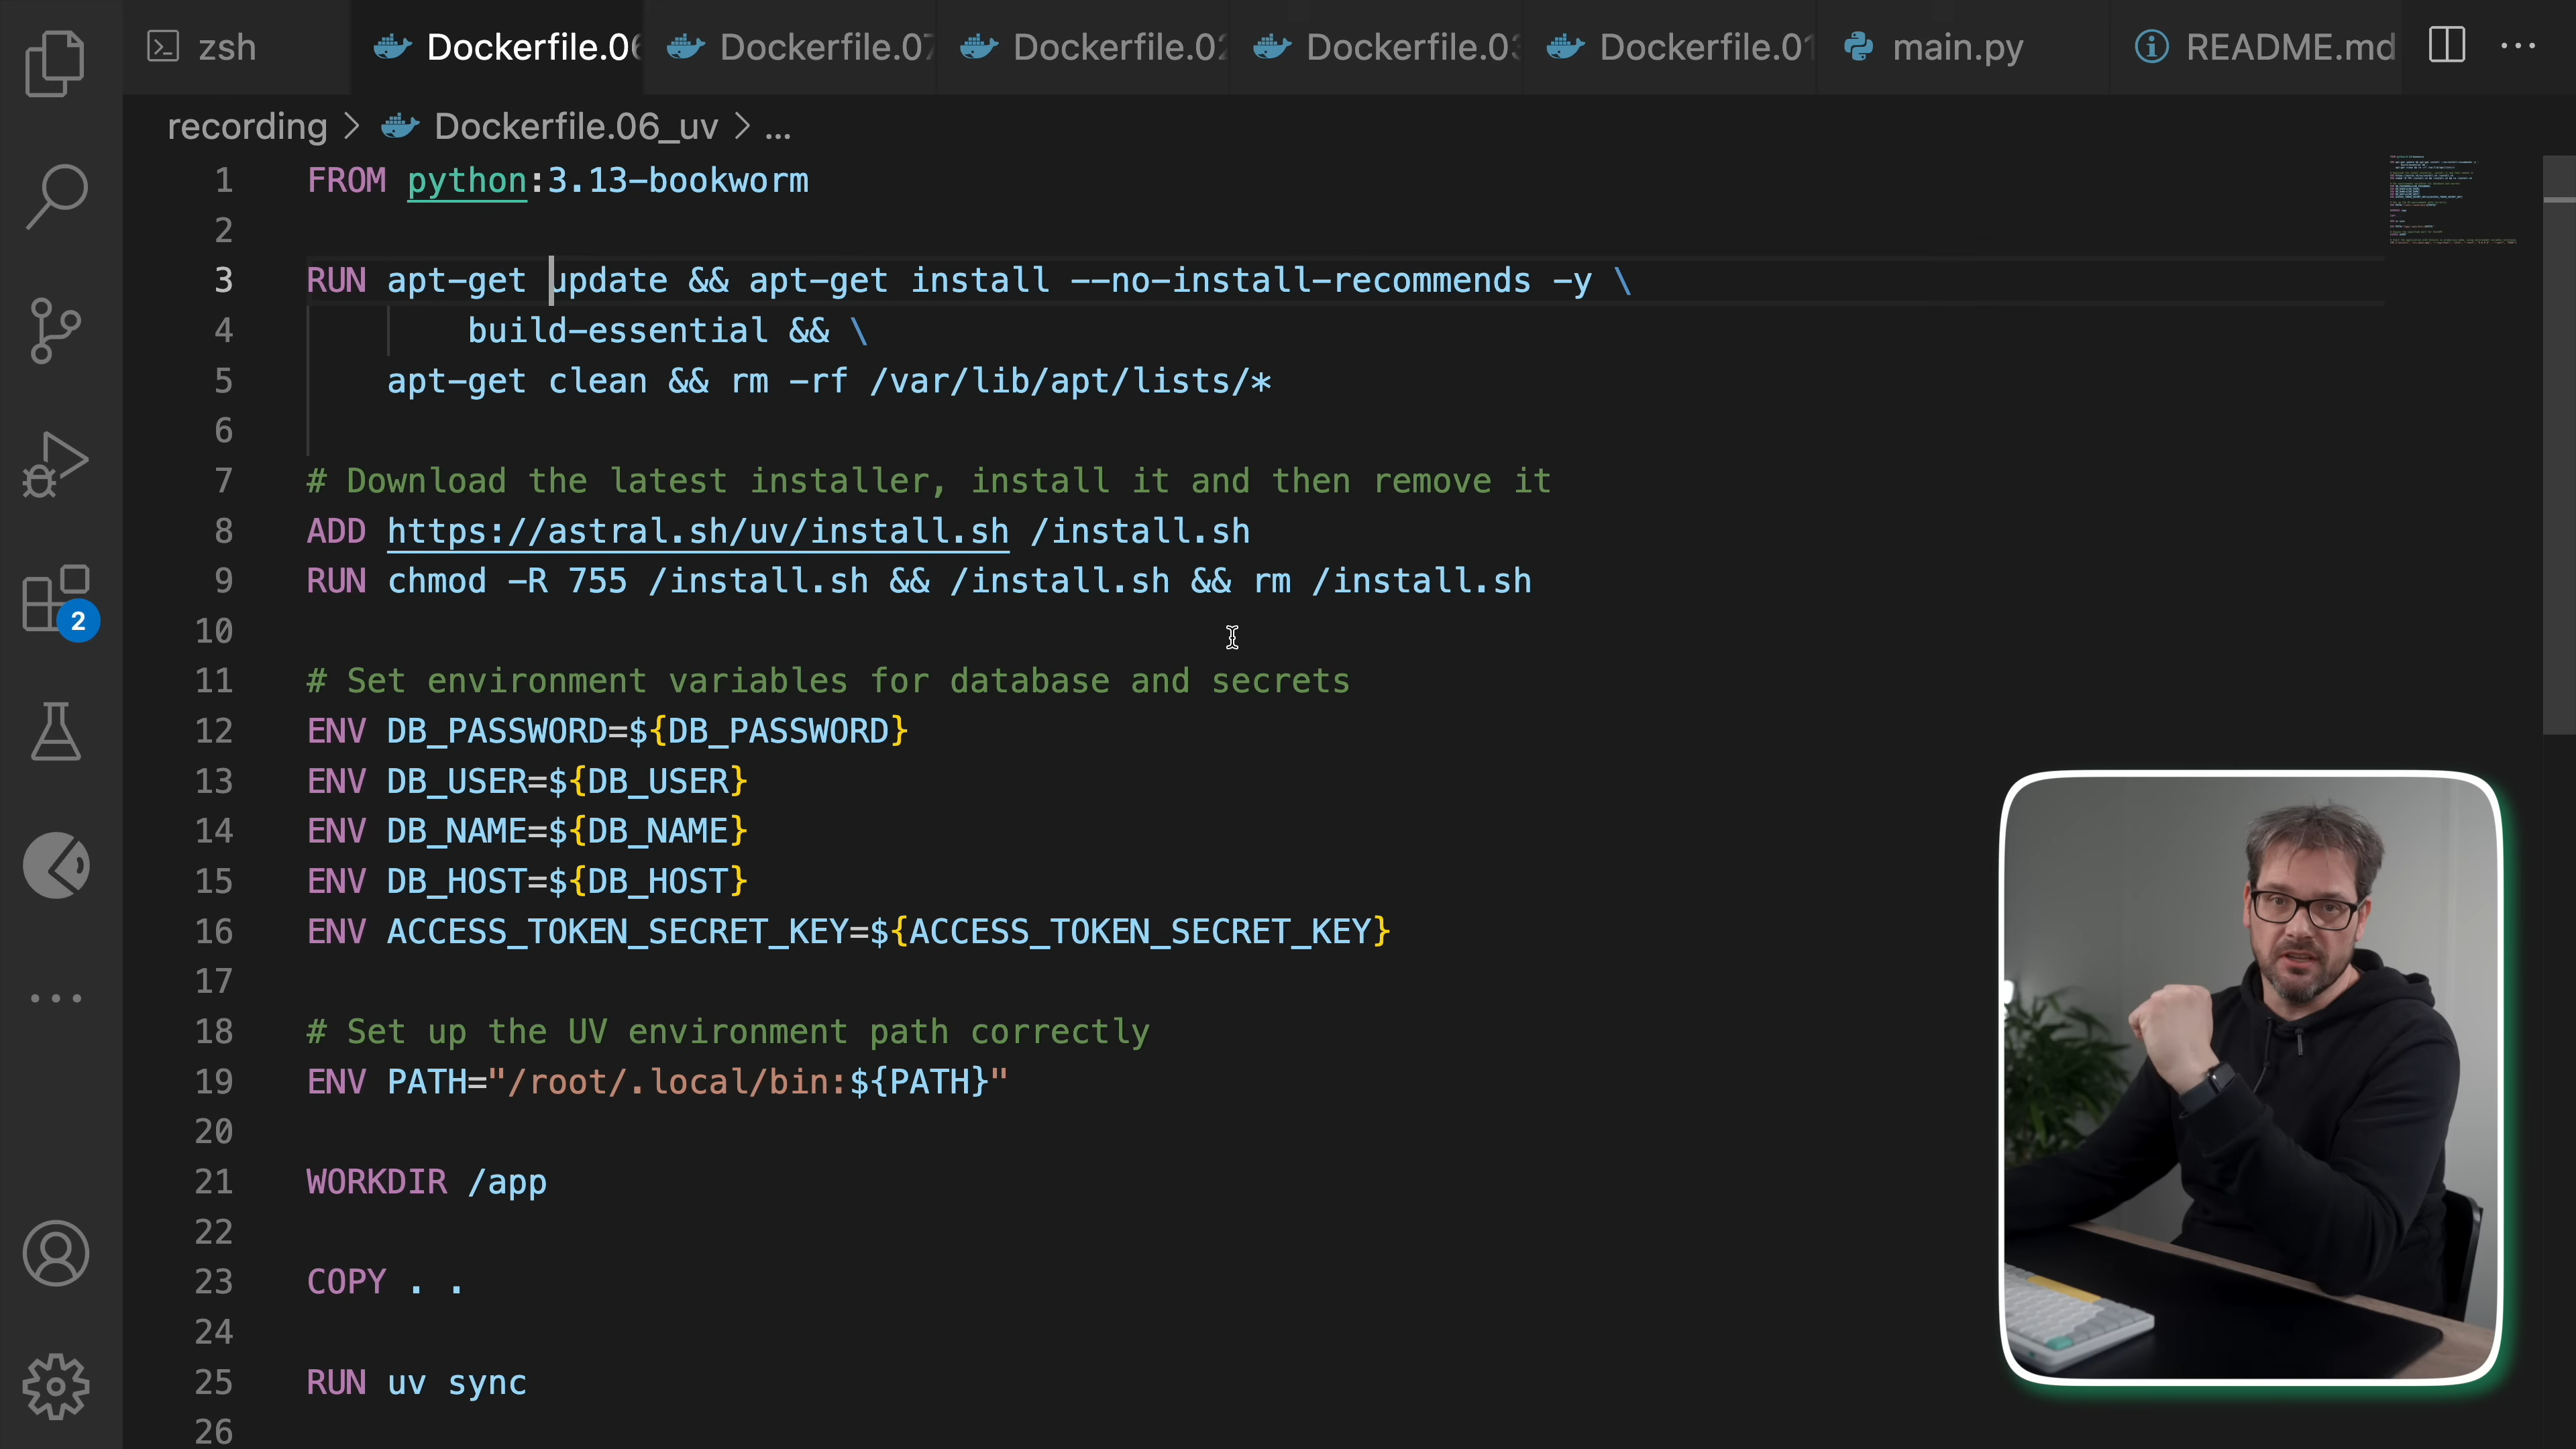 zsh
Dockerfile.06
Dockerfile.07
Dockerfile.02
Dockerfile.03
Dockerfile.01
main.py
README.md
recording > Dockerfile.06_uv > ...
1 FROM python:3.13-bookworm
2
3 RUN apt-get update && apt-get install --no-install-recommends -y \
4 build-essential && \
5 apt-get clean && rm -rf /var/lib/apt/lists/*
6
7 # Download the latest installer, install it and then remove it
8 ADD https://astral.sh/uv/install.sh /install.sh
9 RUN chmod -R 755 /install.sh && /install.sh && rm /install.sh
10
11 # Set environment variables for database and secrets
12 ENV DB_PASSWORD=${DB_PASSWORD}
13 ENV DB_USER=${DB_USER}
14 ENV DB_NAME=${DB_NAME}
15 ENV DB_HOST=${DB_HOST}
16 ENV ACCESS_TOKEN_SECRET_KEY=${ACCESS_TOKEN_SECRET_KEY}
17
18 # Set up the UV environment path correctly
19 ENV PATH="/root/.local/bin:${PATH}"
20
21 WORKDIR /app
22
23 COPY . .
24
25 RUN uv sync
26
2